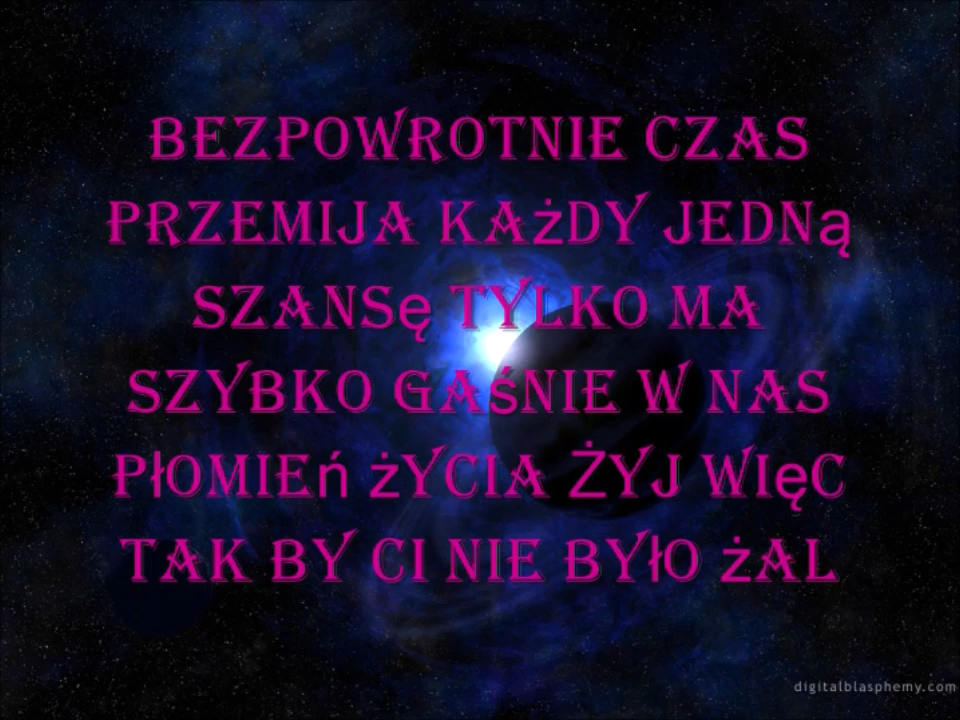 BEZPOWROTNIE CZAS
PRZEMIJA KAżDY JEDNą
SZANSę TYLKO MA
SZYBKO GAśNIE W NAS
PłOMIEń żYCIA ŻYJ WIęC
TAK BY CI NIE BYłO żAL
digitalblasphemy.com